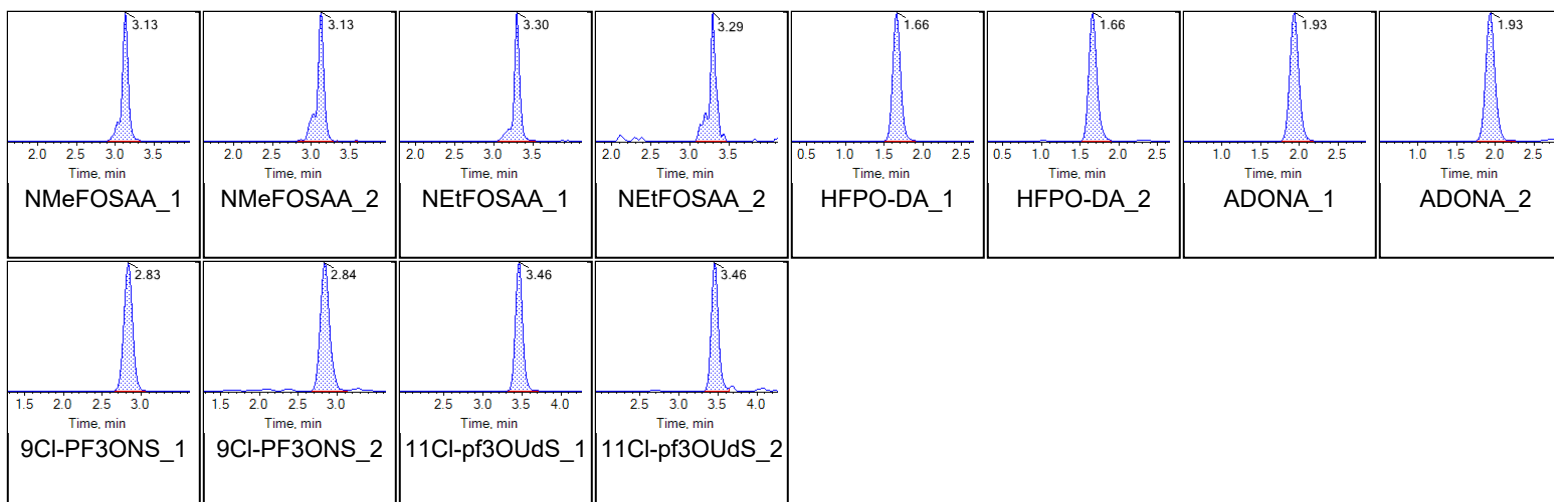 3.13 3.13 3.30 3.29 1.66 1.66 1.93 1.93
2.0 2.5 3.0 3.5 2.0 2.5 3.0 3.5 2.0 2.5 3.0 3.5 2.0 2.5 3.0 3.5 0.5 1.0 1.5 2.0 2.5 0.5 1.0 1.5 2.0 2.5 1.0 1.5 2.0 2.5 1.0 1.5 2.0 2.5
Time, min Time, min Time, min Time, min Time, min Time, min Time, min Time, min
NMeFOSAA_1 NMeFOSAA_2 NEtFOSAA_1 NEtFOSAA_2 HFPO-DA_1 HFPO-DA_2 ADONA_1 ADONA_2
2.83 2.84 3.46 3.46
1.5 2.0 2.5 3.0 1.5 2.0 2.5 3.0 2.5 3.0 3.5 4.0 2.5 3.0 3.5 4.0
Time, min Time, min Time, min Time, min
9Cl-PF3ONS_1 9Cl-PF3ONS_2 11Cl-pf3OUdS_1 11Cl-pf3OUdS_2